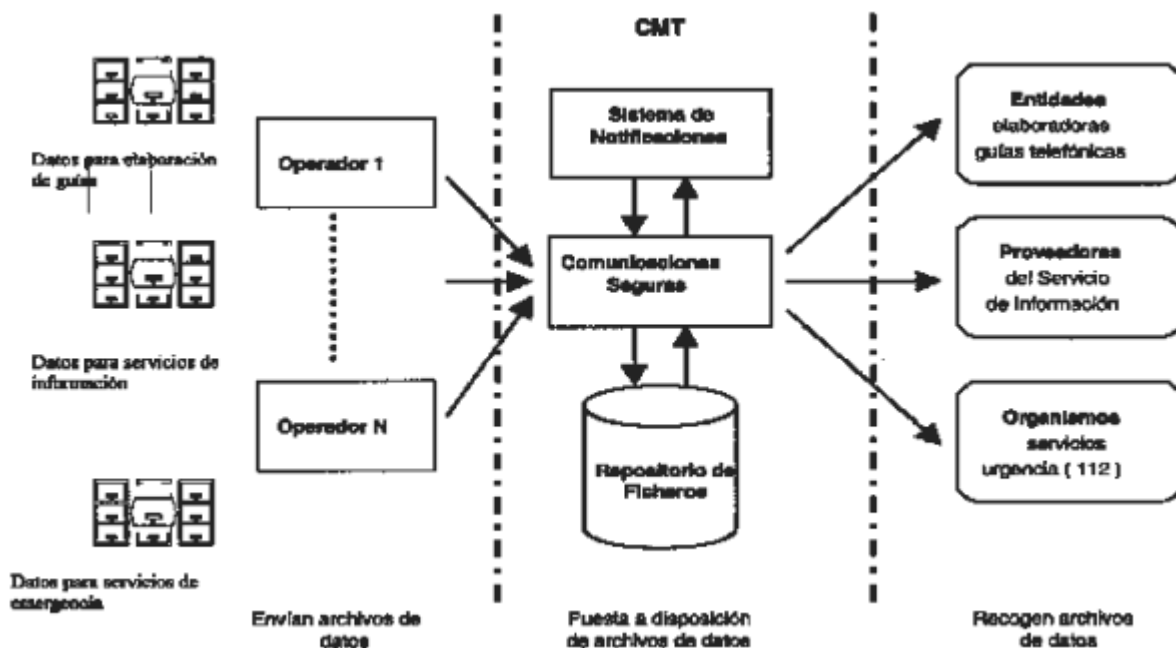 Datos para elaboración
de guías
Datos para servicios de
información
Datos para servicios de
emergencia
Operador 1
Operador N
Envían archivos de
datos
CMT
Sistema de
Notificaciones
Comunicaciones
Seguras
Repositorio de
Ficheros
Puesta a disposición
de archivos de datos
Entidades
elaboradoras
guías telefónicas
Proveedores
del Servicio
de Información
Organismos
servicios
urgencia ( 112 )
Recogen archivos
de datos